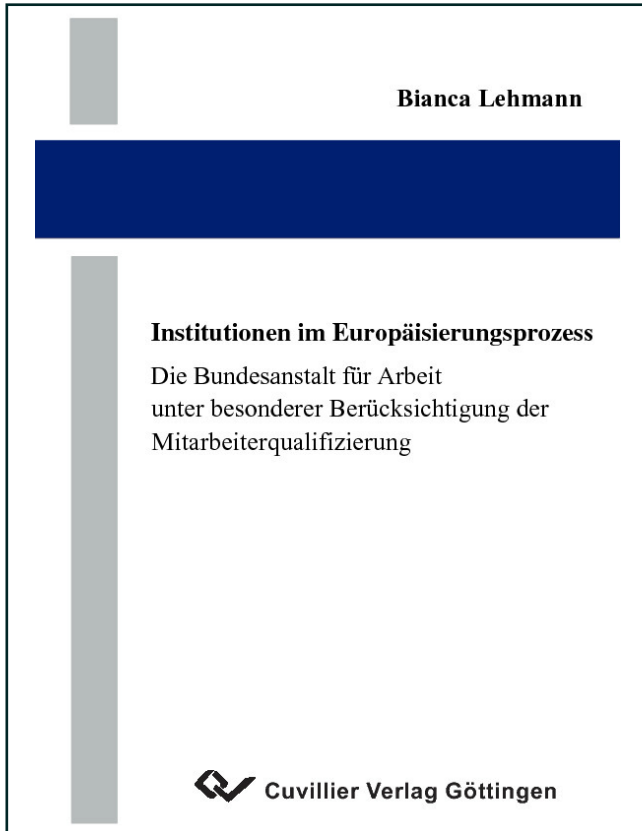 Bianca Lehmann
Institutionen im Europäisierungsprozess
Die Bundesanstalt für Arbeit
unter besonderer Berücksichtigung der
Mitarbeiterqualifizierung
Cuvillier Verlag Göttingen